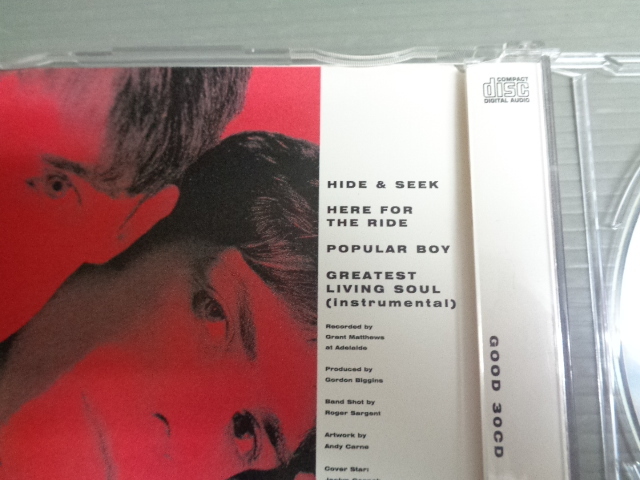 COMPACT
disc
DIGITAL AUDIO
HIDE & SEEK
HERE FOR
THE RIDE
POPULAR BOY
GREATEST
LIVING SOUL
(instrumental)
Recorded by
Grant Matthews
at Adelaide
Produced by
Gordon Biggins
Band Shot by
Roger Sargent
Artwork by
Andy Carne
Cover Star:
GOOD 30CD